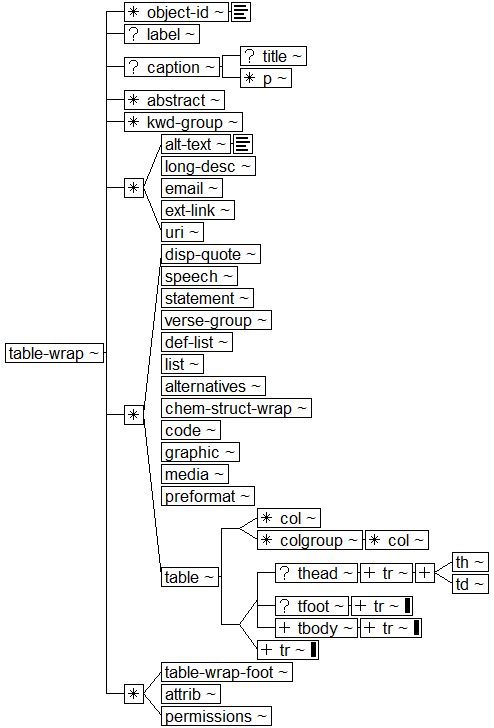 * object-id ~
? label ~
? caption ~
? title ~
* p ~
* abstract ~
* kwd-group ~
alt-text ~
long-desc ~
*
email ~
ext-link ~
uri ~
disp-quote ~
speech ~
statement ~
verse-group ~
def-list ~
table-wrap ~
list ~
alternatives ~
chem-struct-wrap ~
*
code ~
graphic ~
media ~
preformat ~
* col ~
* colgroup ~ * col ~
table ~
? thead ~ + tr ~ +
th ~
td ~
? tfoot ~ + tr ~
+ tbody ~ + tr ~
+ tr ~
table-wrap-foot ~
* attrib ~
permissions ~